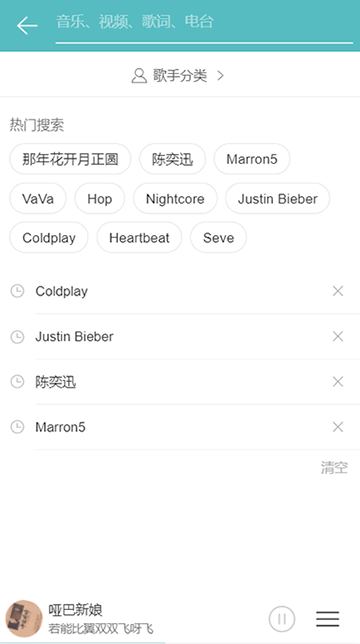 音乐、视频、歌词、电台
歌手分类
热门搜索
那年花开月正圆 陈奕迅 Marron5
VaVa Hop Nightcore Justin Bieber
Coldplay Heartbeat Seve
Coldplay
Justin Bieber
陈奕迅
Marron5
清空
哑巴新娘
若能比翼双双飞呀飞